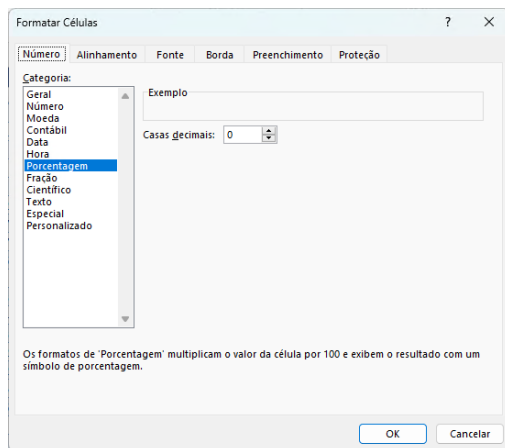 Formatar Células
?
Número Alinhamento Fonte Borda Preenchimento Proteção
Categoria:
Geral
Número
Moeda
Contábil
Data
Hora
Porcentagem
Fração
Científico
Texto
Especial
Personalizado
Exemplo
Casas decimais: 0
Os formatos de 'Porcentagem' multiplicam o valor da célula por 100 e exibem o resultado com um
símbolo de porcentagem.
OK Cancelar